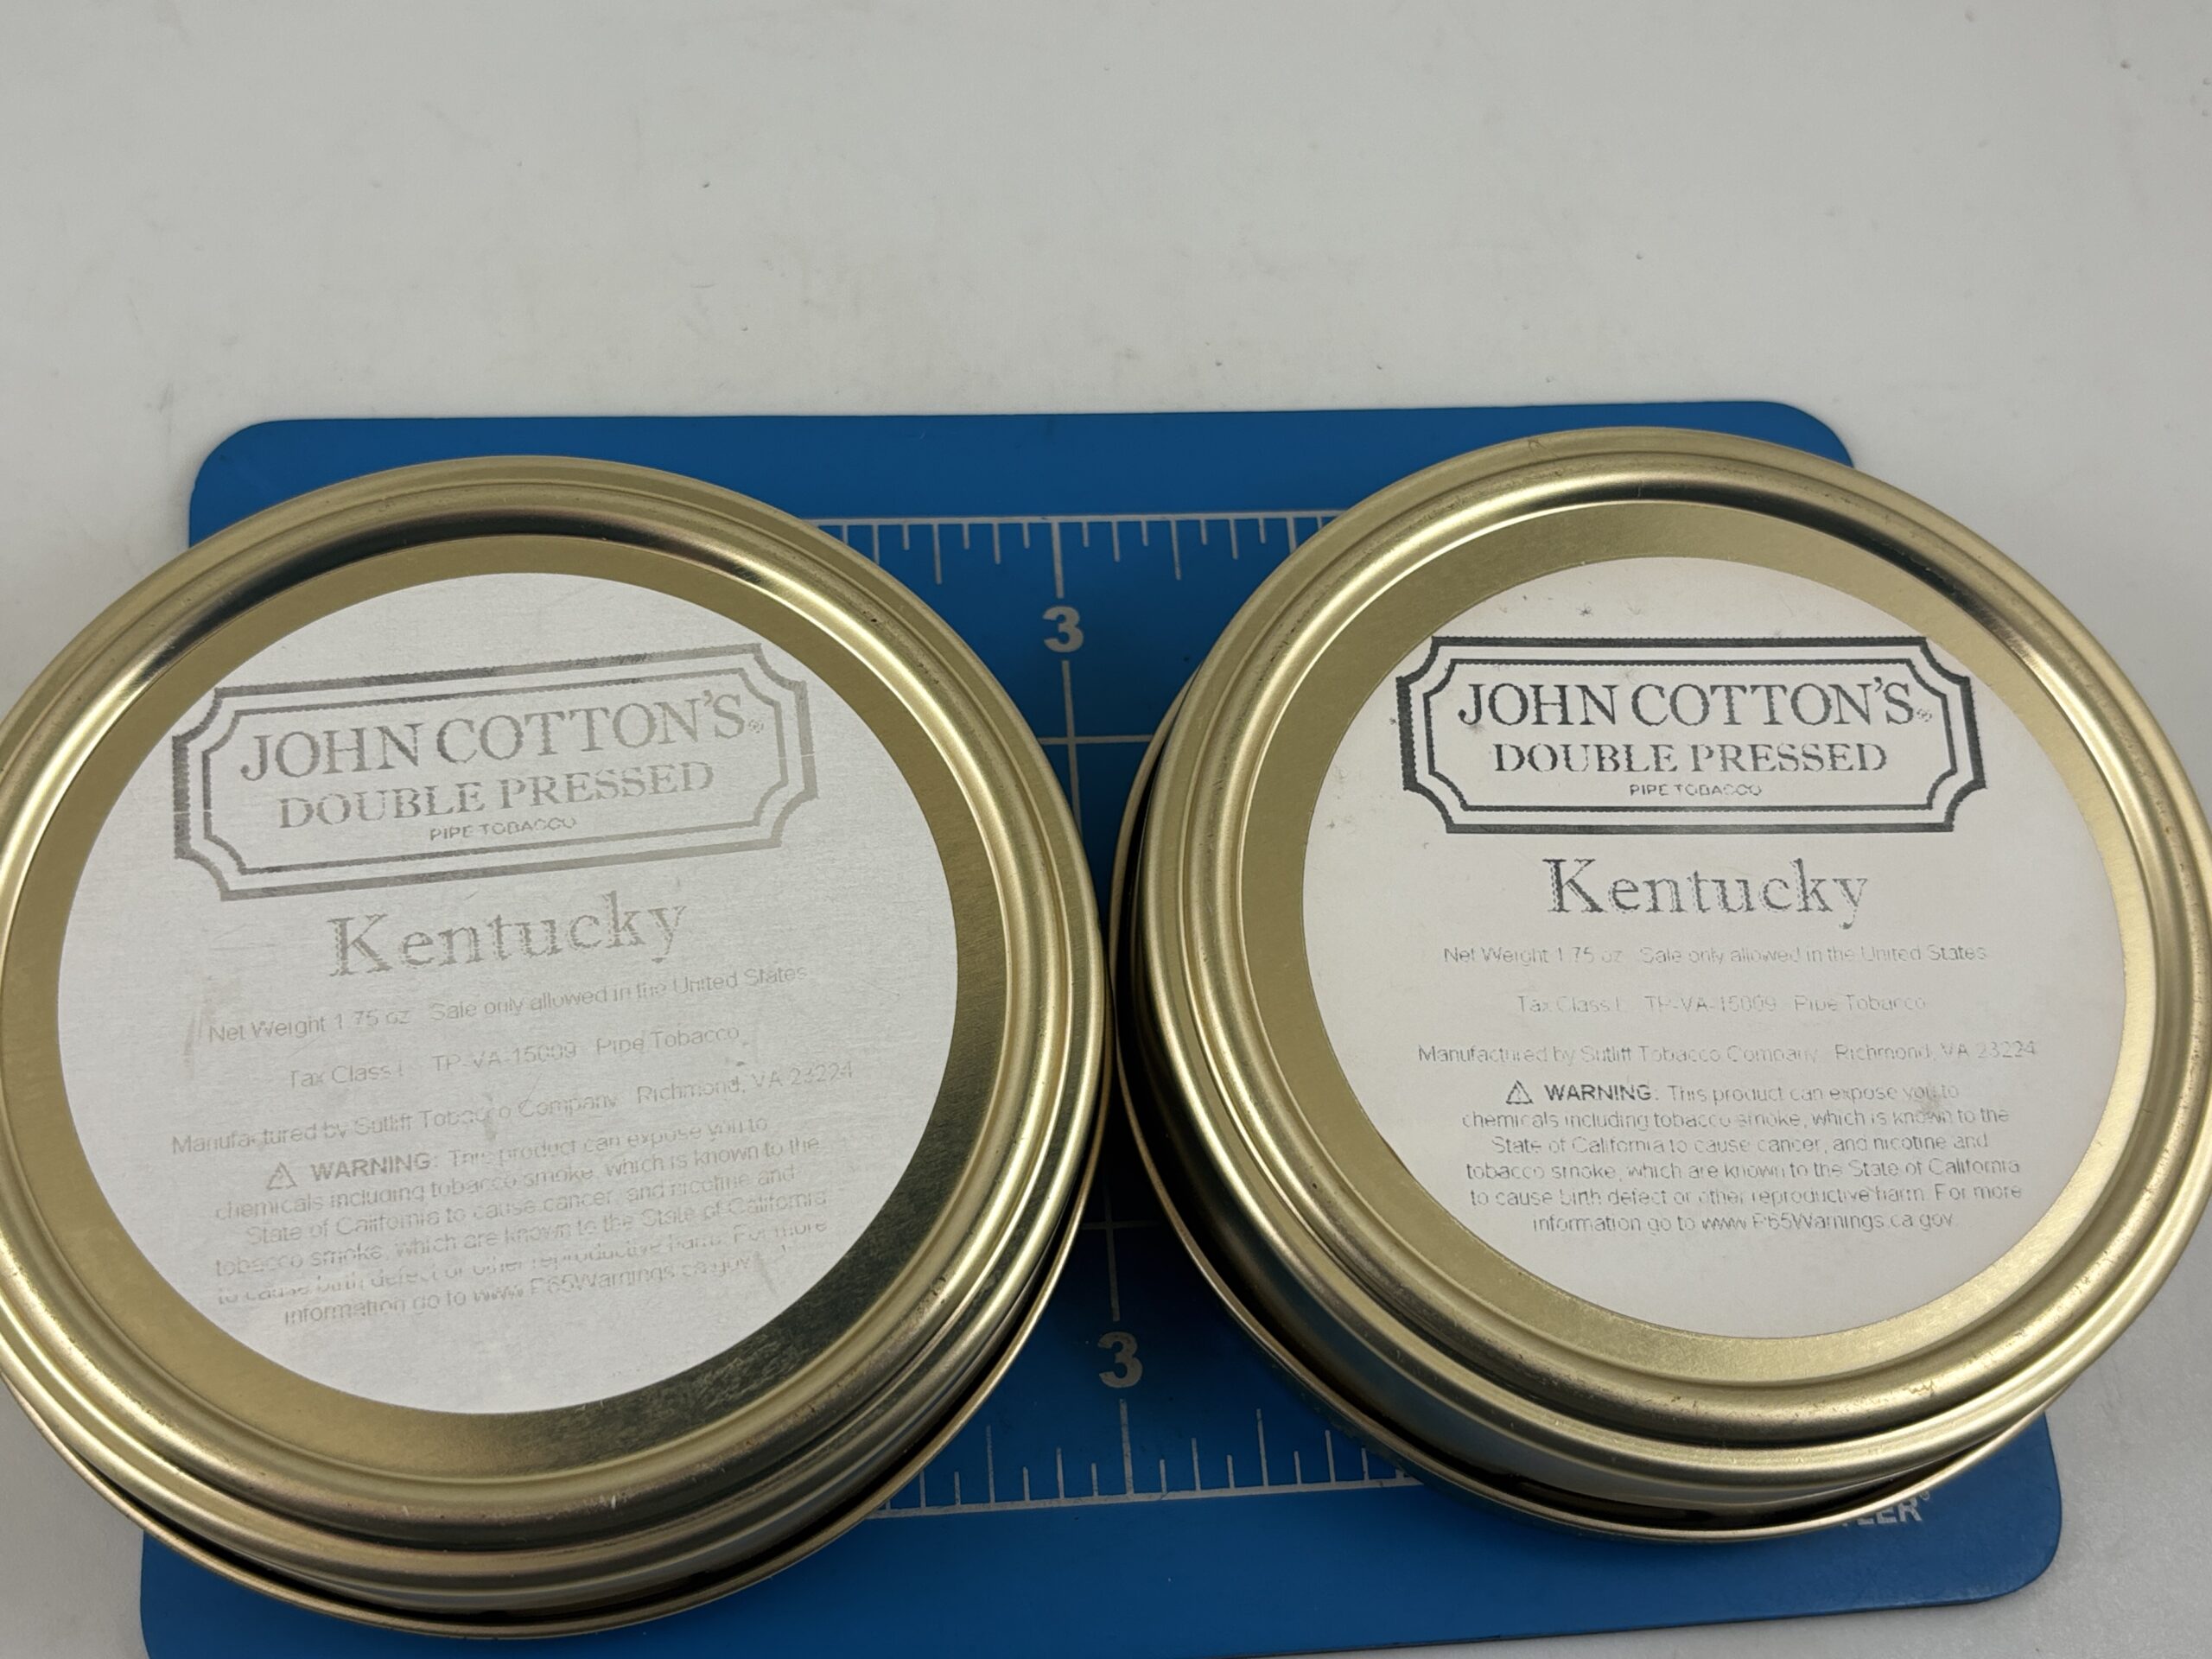 3
JOHN COTTON'S®
DOUBLE PRESSED
PIPE TOBACCO
Kentucky
Net Weight 1.75 oz Sale only allowed in the United States
Tax Class L TP-VA-15009 Pipe Tobacco
Manufactured by Sutliff Tobacco Company Richmond, VA 23224
⚠ WARNING: This product can expose you to
chemicals including tobacco smoke, which is known to the
State of California to cause cancer, and nicotine and
tobacco smoke, which are known to the State of California
to cause birth defect or other reproductive harm. For more
information go to www.P65Warnings.ca.gov
JOHN COTTON'S®
DOUBLE PRESSED
PIPE TOBACCO
Kentucky
Net Weight 1.75 oz Sale only allowed in the United States
Tax Class L TP-VA-15009 Pipe Tobacco
Manufactured by Sutliff Tobacco Company Richmond, VA 23224
⚠ WARNING: This product can expose you to
chemicals including tobacco smoke, which is known to the
State of California to cause cancer, and nicotine and
tobacco smoke, which are known to the State of California
to cause birth defect or other reproductive harm. For more
information go to www.P65Warnings.ca.gov.
3